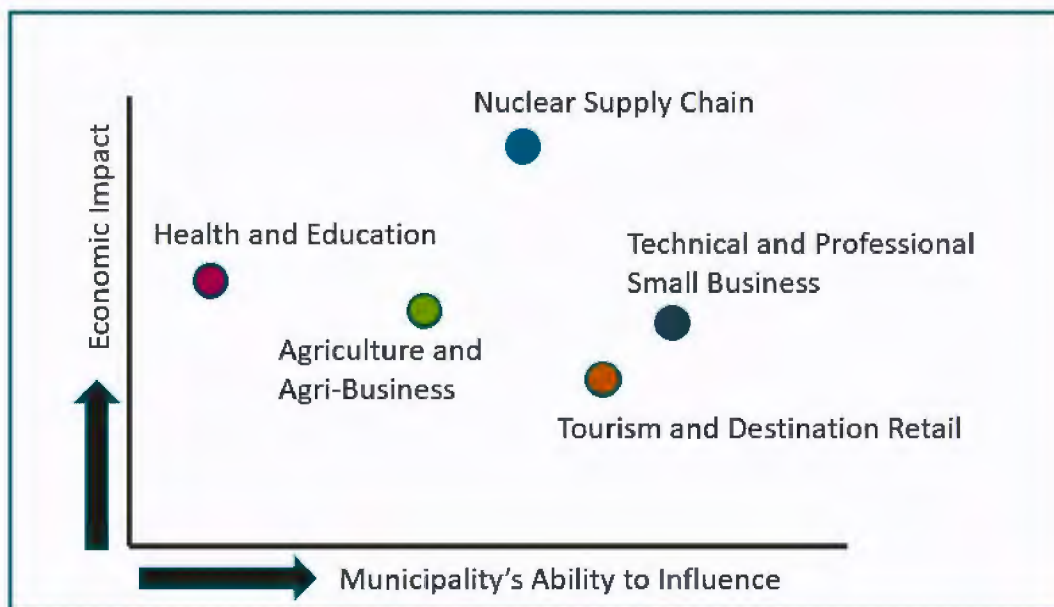 Nuclear Supply Chain
Economic Impact
Health and Education
Technical and Professional
Small Business
Agriculture and
Agri-Business
Tourism and Destination Retail
Municipality's Ability to Influence